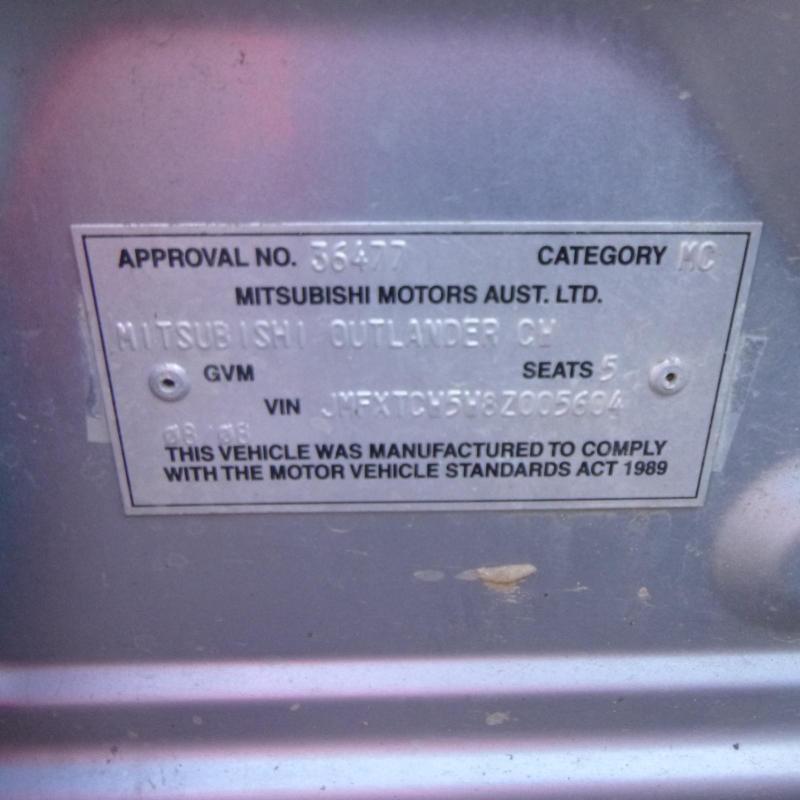 APPROVAL NO. 36477 CATEGORY MC
MITSUBISHI MOTORS AUST. LTD.
MITSUBISHI OUTLANDER CW
GVM SEATS 5
VIN JMFXTCW5W8Z005604
08 08
THIS VEHICLE WAS MANUFACTURED TO COMPLY
WITH THE MOTOR VEHICLE STANDARDS ACT 1989